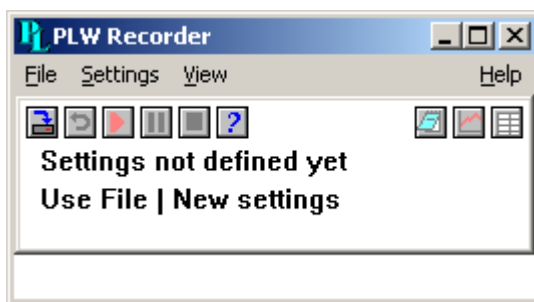 PLW Recorder
File Settings View Help
?
Settings not defined yet
Use File | New settings